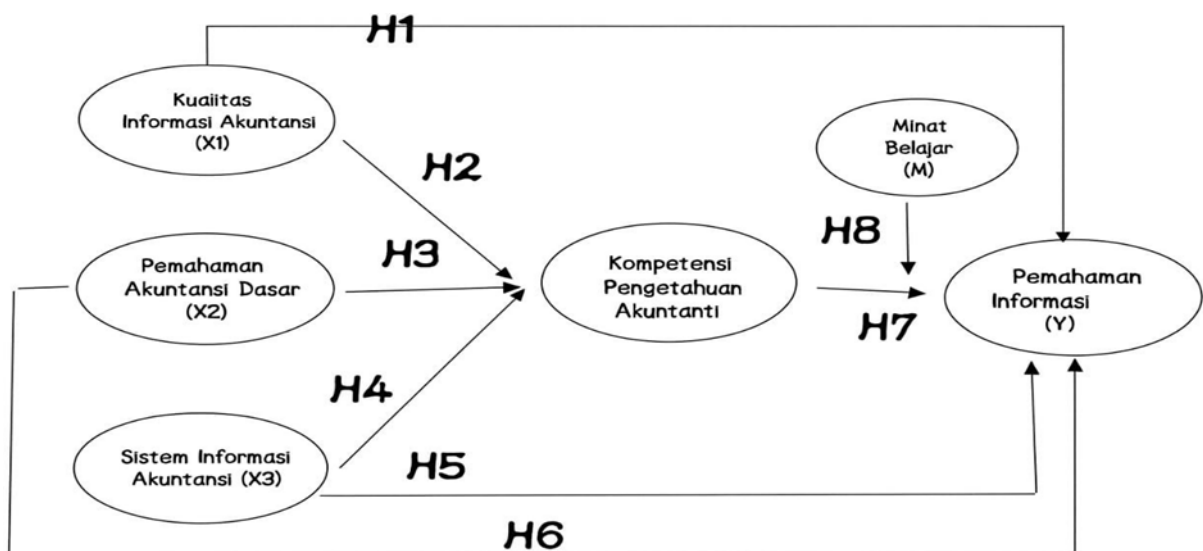 H1
Kualitas
Informasi Akuntansi
(X1)
H2
Minat
Belajar
(M)
H3
H8
Pemahaman
Akuntansi Dasar
(X2)
Kompetensi
Pengetahuan
Akuntanti
H7
Pemahaman
Informasi
(Y)
H4
Sistem Informasi
Akuntansi (X3)
H5
H6